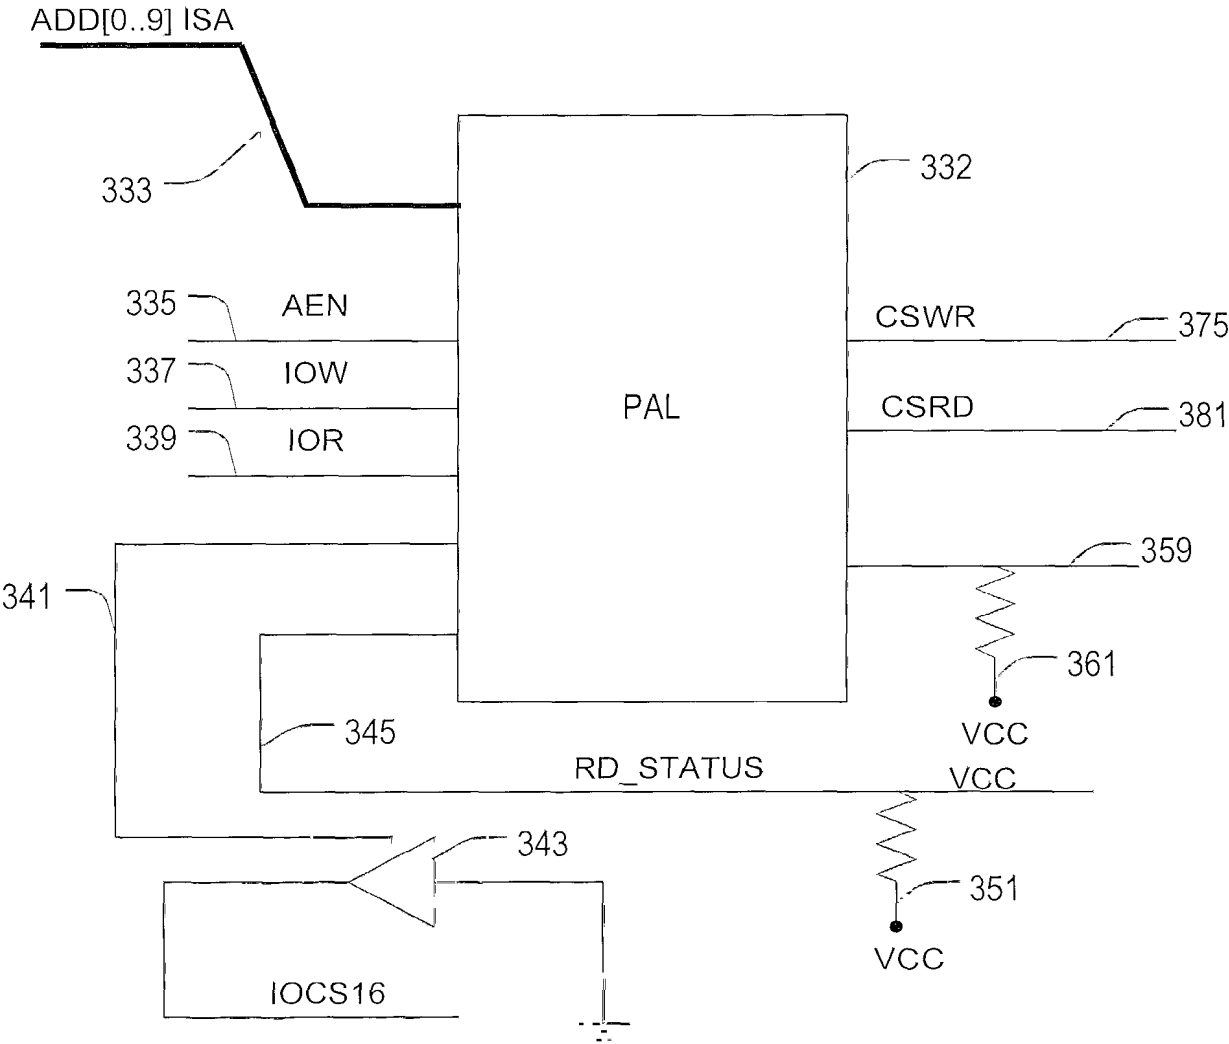 ADD[0..9] ISA
333
332
335
AEN
CSWR
375
337
IOW
PAL
CSRD
381
339
IOR
359
341
361
345
VCC
RD_STATUS
VCC
343
351
VCC
IOCS16